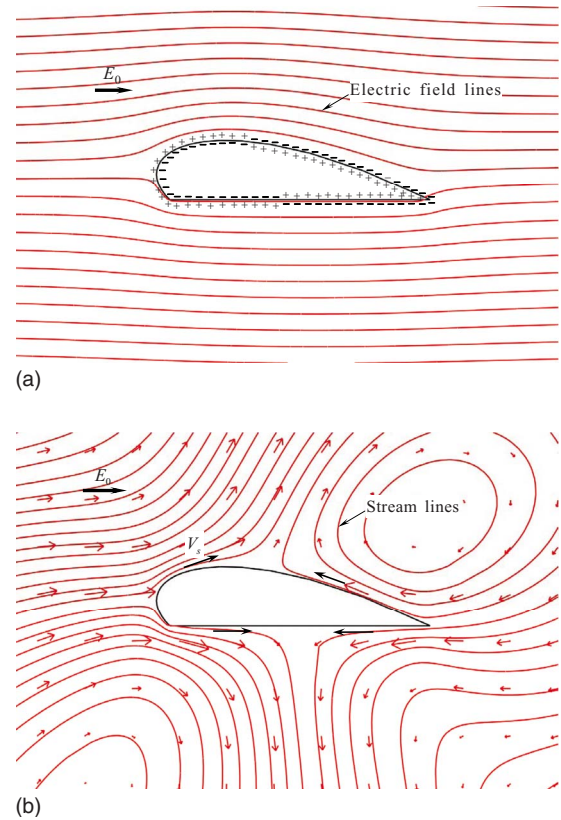 E₀
Electric field lines
(a)
E₀
Stream lines
Vₛ
(b)